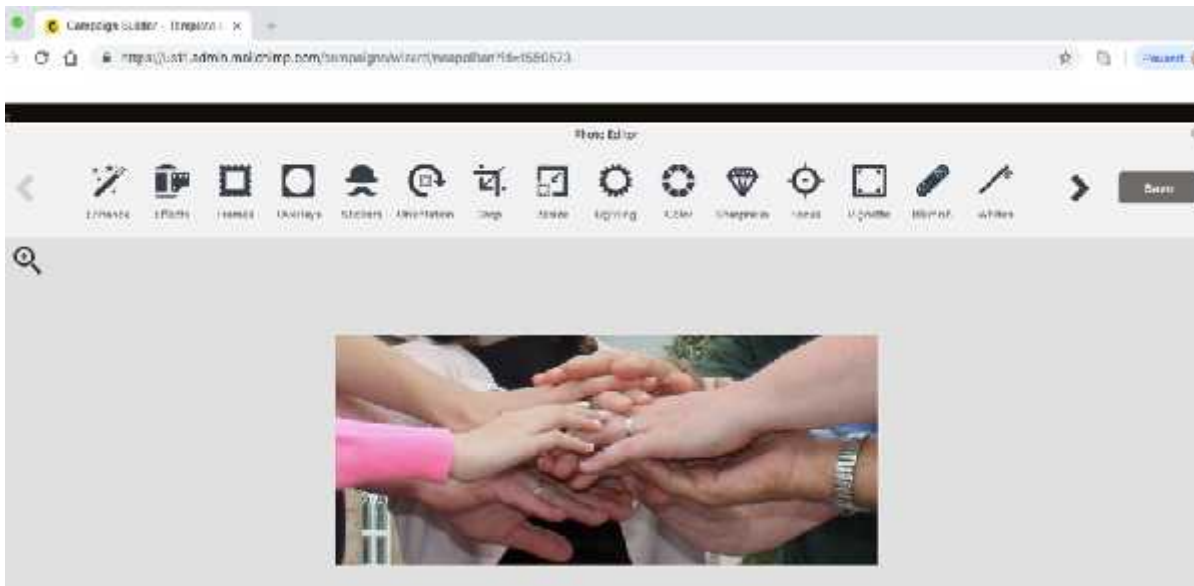 Campaign Builder - Template
Photo Editor
Enhance Effects Frames Overlays Stickers Orientation Crop Resize Lighting Color Sharpness Focus Vignette Blemish Whiten
Save